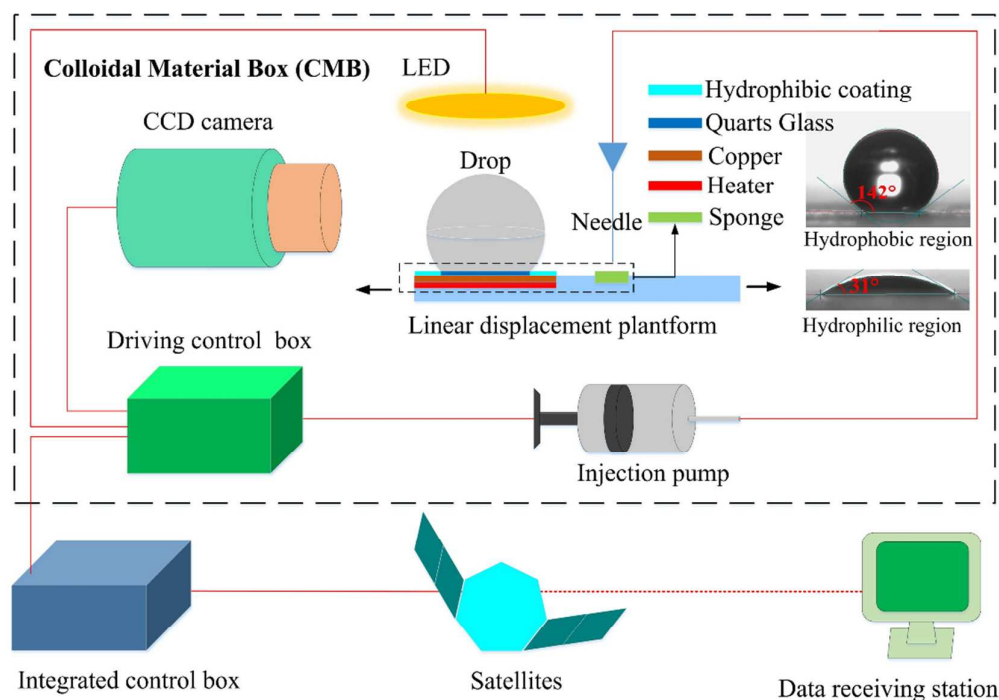 Colloidal Material Box (CMB)
LED
CCD camera
Hydrophibic coating
Quarts Glass
Copper
Heater
Sponge
Drop
Needle
142°
Hydrophobic region
31°
Hydrophilic region
Linear displacement plantform
Driving control box
Injection pump
Integrated control box
Satellites
Data receiving station